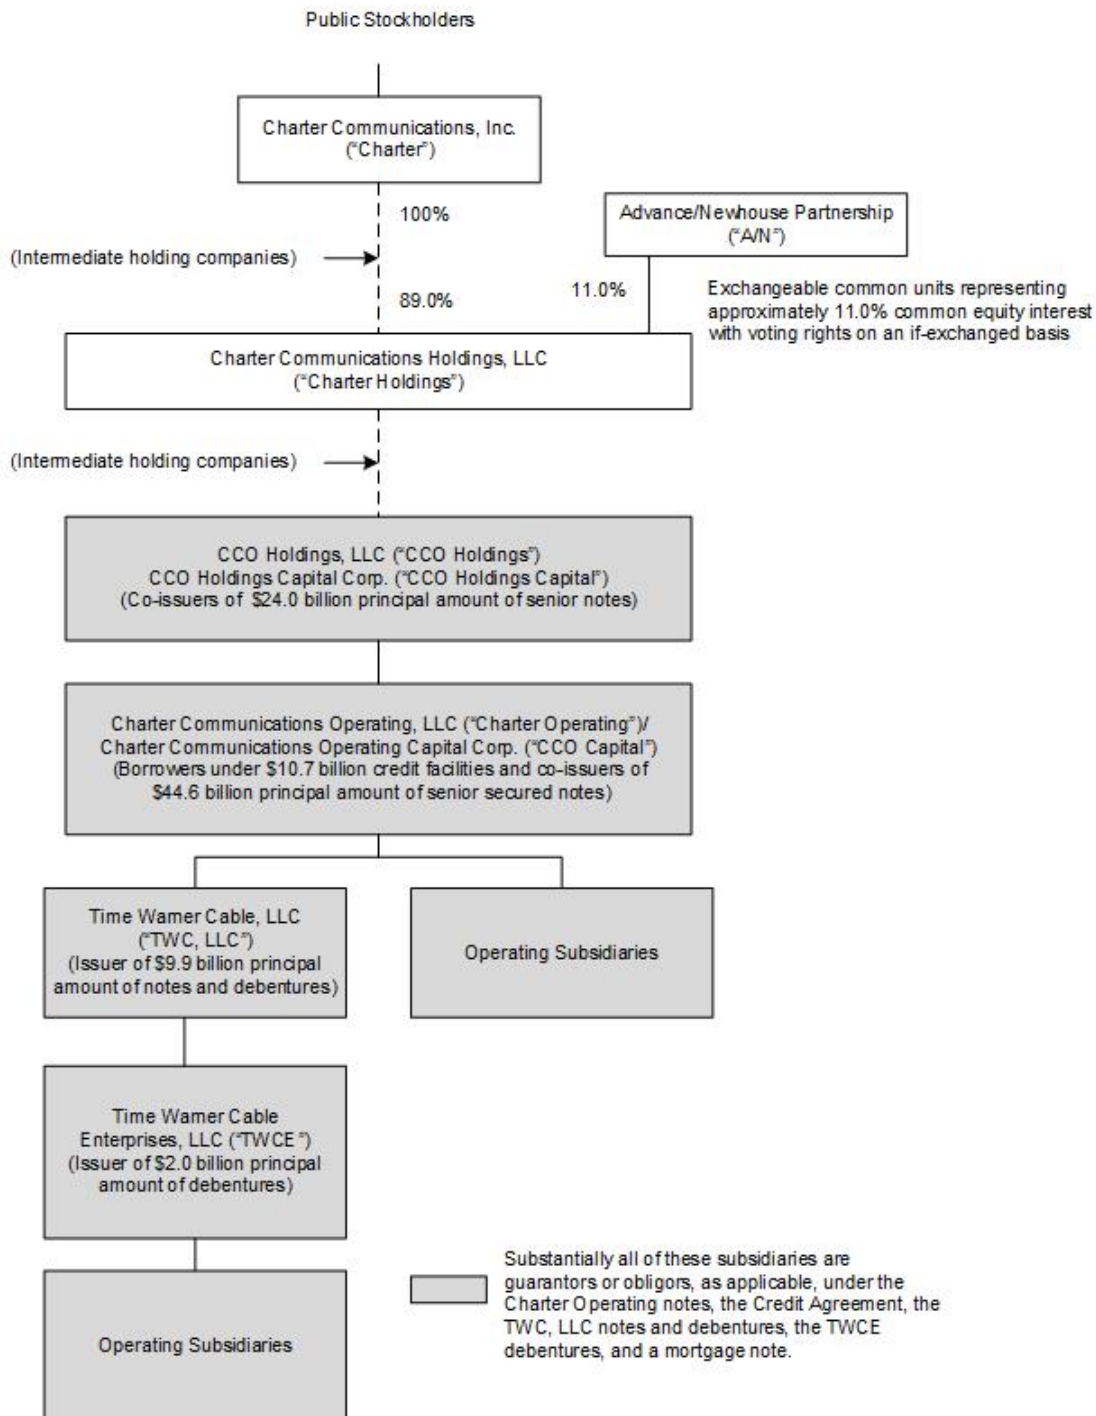 Public Stockholders
Charter Communications, Inc.
("Charter")
100%
Advance/Newhouse Partnership
("A/N")
(Intermediate holding companies)
89.0%
11.0%
Exchangeable common units representing
approximately 11.0% common equity interest
with voting rights on an if-exchanged basis
Charter Communications Holdings, LLC
("Charter Holdings")
(Intermediate holding companies)
CCO Holdings, LLC ("CCO Holdings")
CCO Holdings Capital Corp. ("CCO Holdings Capital")
(Co-issuers of $24.0 billion principal amount of senior notes)
Charter Communications Operating, LLC ("Charter Operating")/
Charter Communications Operating Capital Corp. ("CCO Capital")
(Borrowers under $10.7 billion credit facilities and co-issuers of
$44.6 billion principal amount of senior secured notes)
Time Warner Cable, LLC
("TWC, LLC")
(Issuer of $9.9 billion principal
amount of notes and debentures)
Operating Subsidiaries
Time Warner Cable
Enterprises, LLC ("TWCE")
(Issuer of $2.0 billion principal
amount of debentures)
Operating Subsidiaries
Substantially all of these subsidiaries are
guarantors or obligors, as applicable, under the
Charter Operating notes, the Credit Agreement, the
TWC, LLC notes and debentures, the TWCE
debentures, and a mortgage note.